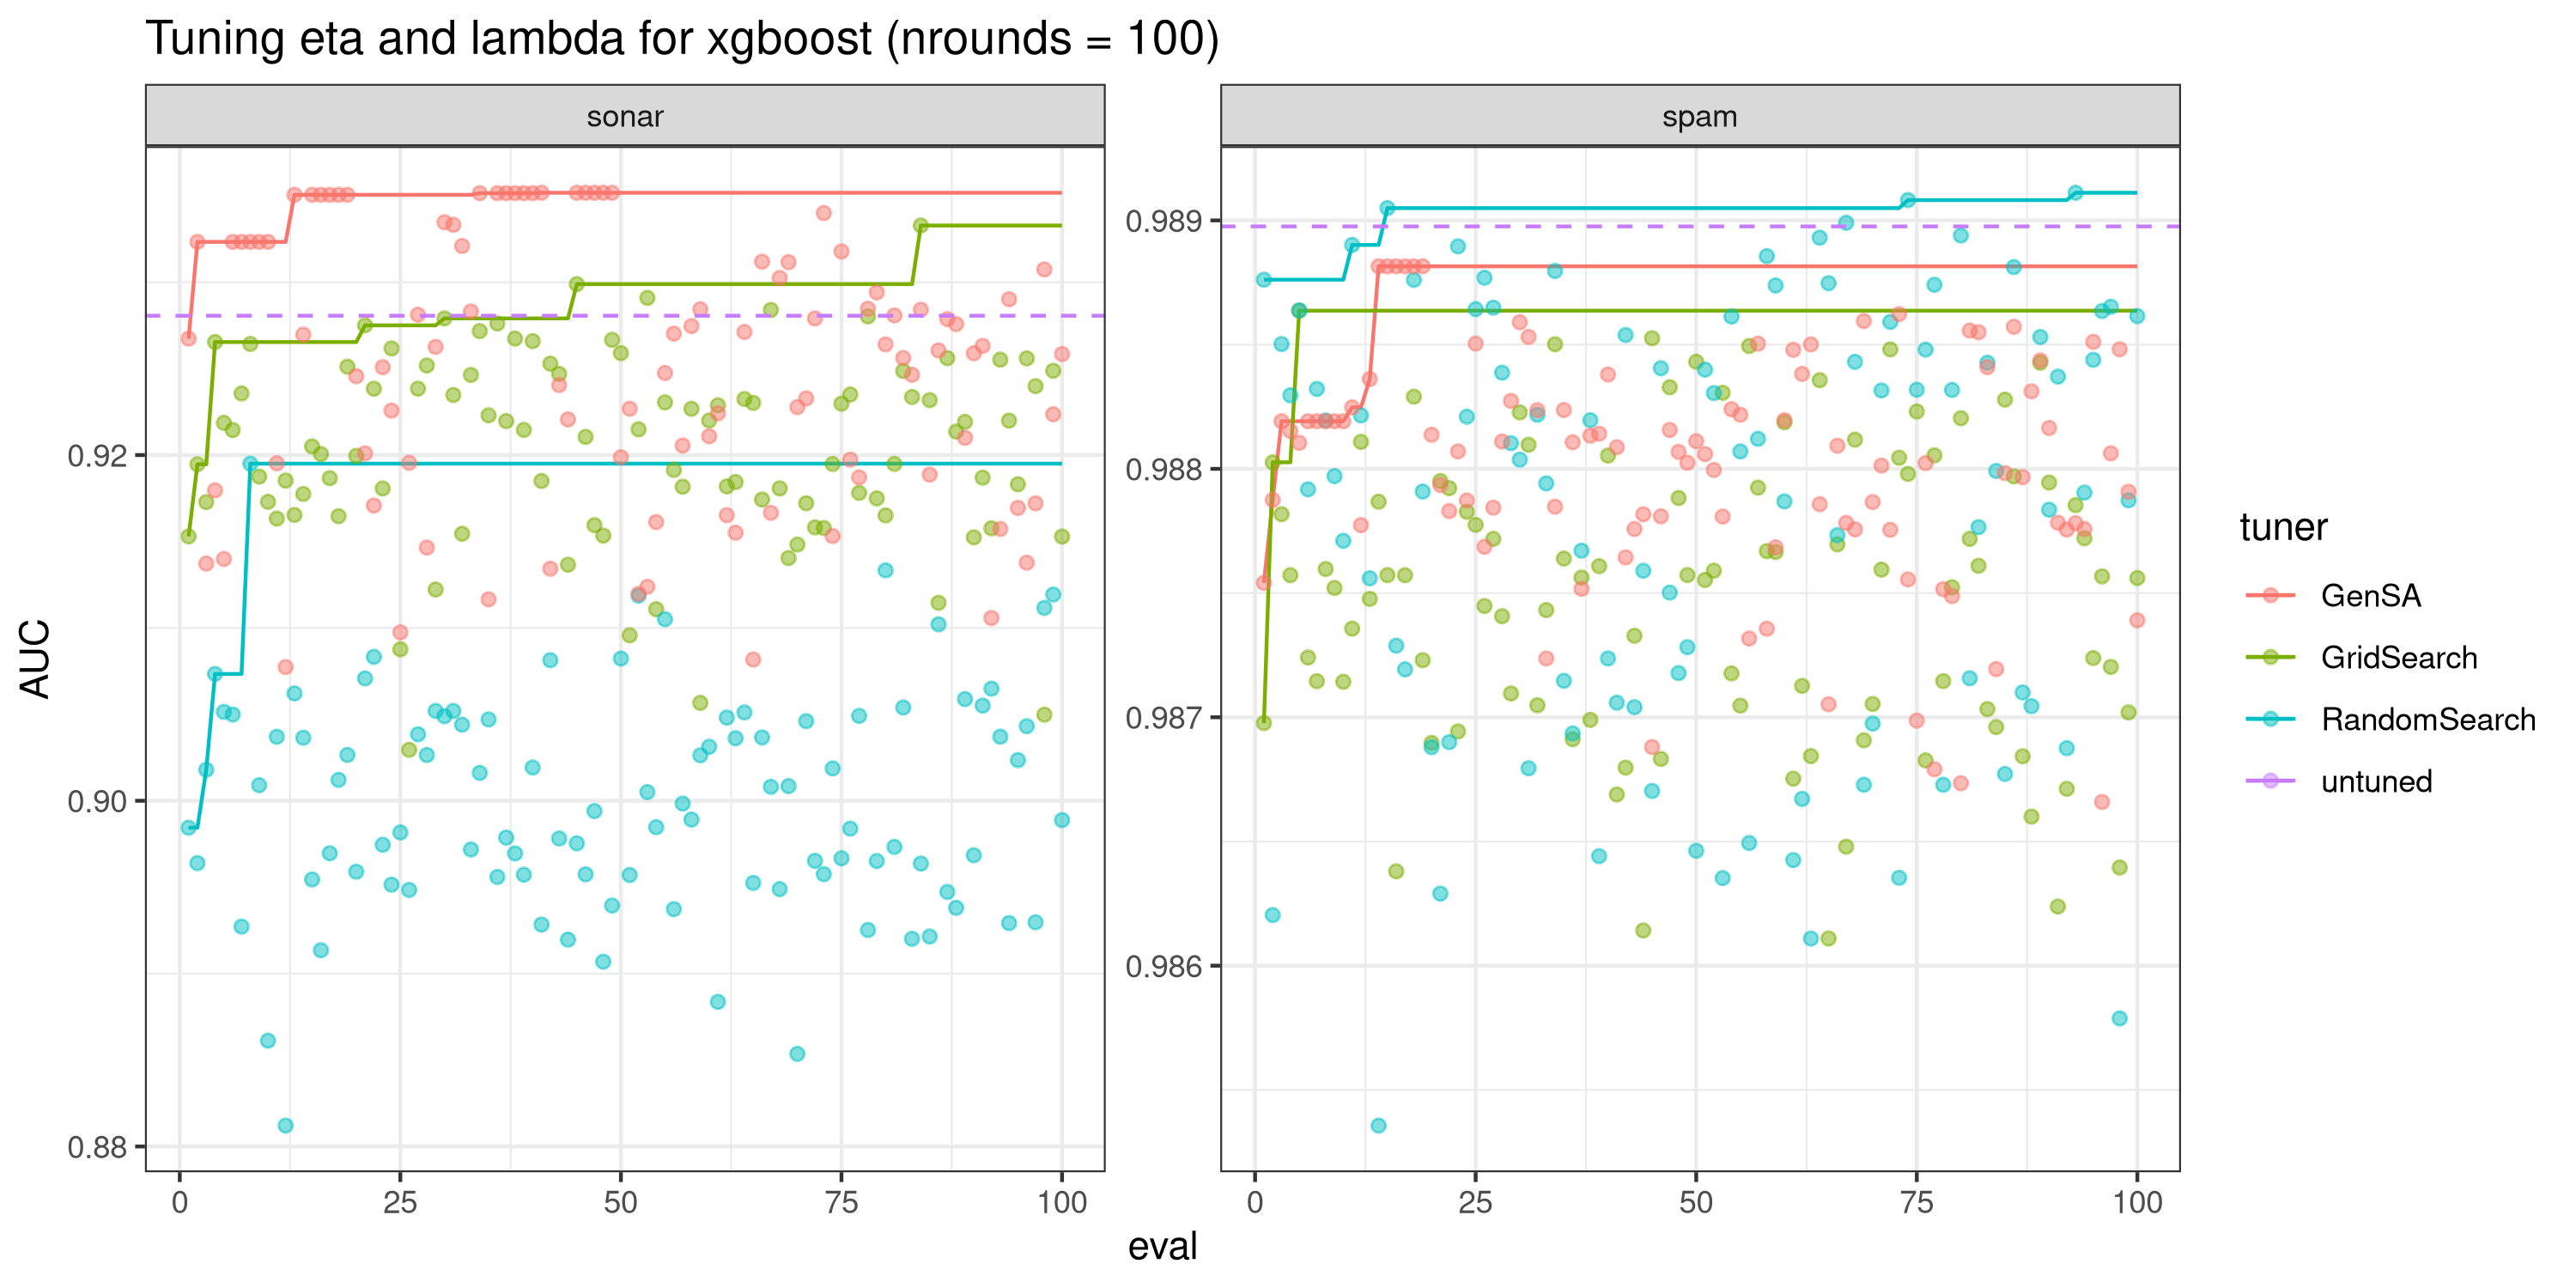 Tuning eta and lambda for xgboost (nrounds = 100)
sonar
spam
AUC
0.92
0.90
0.88
0.989
0.988
0.987
0.986
0 25 50 75 100
0 25 50 75 100
eval
tuner
GenSA
GridSearch
RandomSearch
untuned